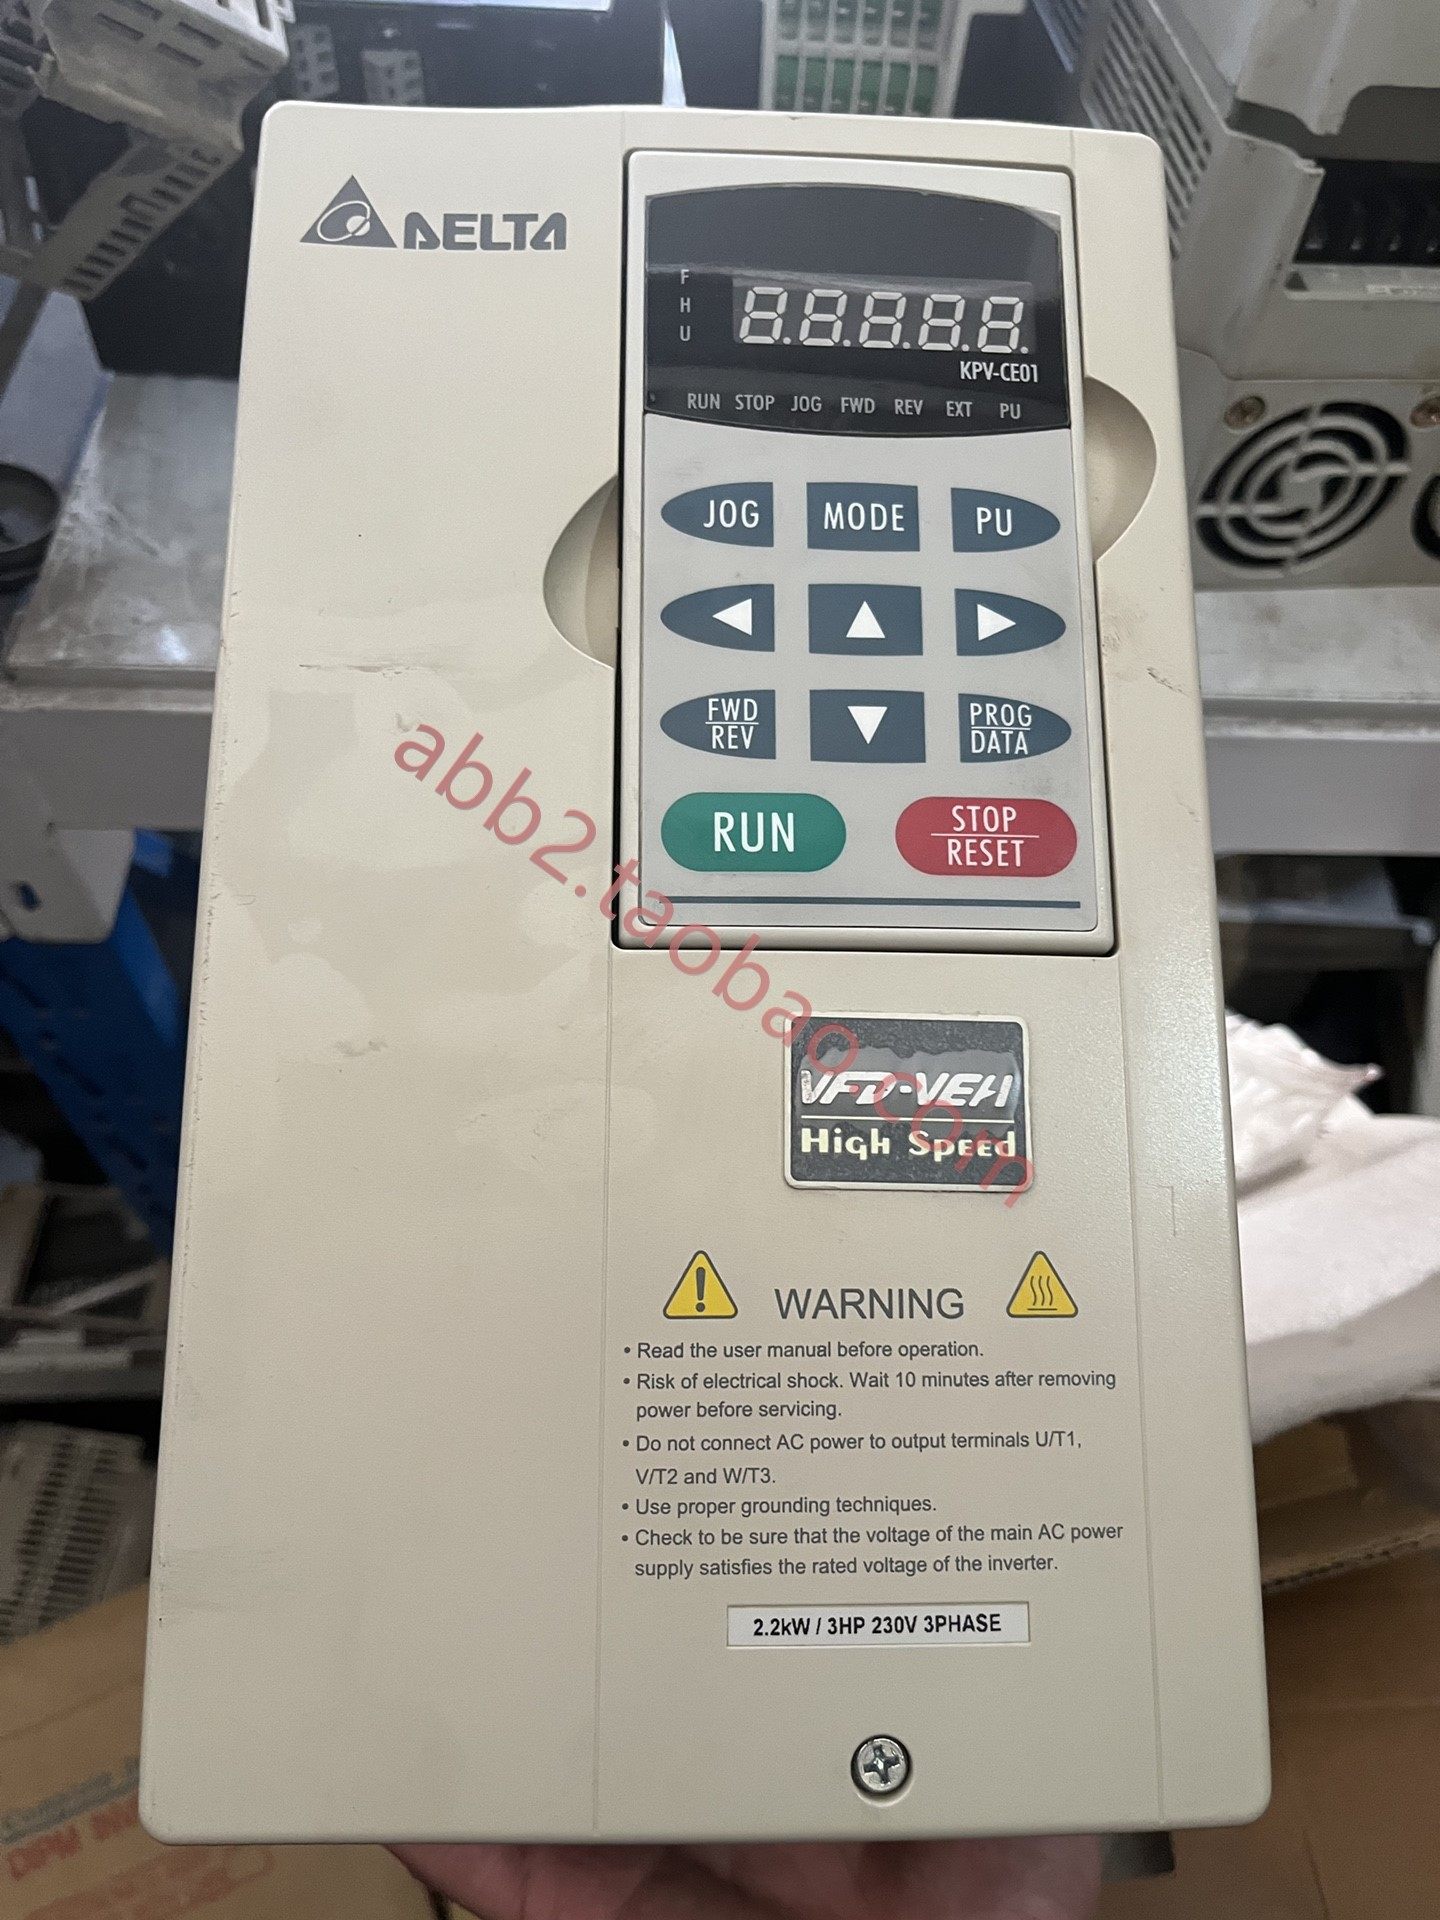 DELTA
F
H
U
8.8.8.8.8.
KPV-CE01
RUN STOP JOG FWD REV EXT PU
JOG MODE PU
FWD
REV
PROG
DATA
RUN
STOP
RESET
abb2.taobao.com
VFD-VEH
High Speed
WARNING
• Read the user manual before operation.
• Risk of electrical shock. Wait 10 minutes after removing
power before servicing.
• Do not connect AC power to output terminals U/T1,
V/T2 and W/T3.
• Use proper grounding techniques.
• Check to be sure that the voltage of the main AC power
supply satisfies the rated voltage of the inverter.
2.2kW / 3HP 230V 3PHASE